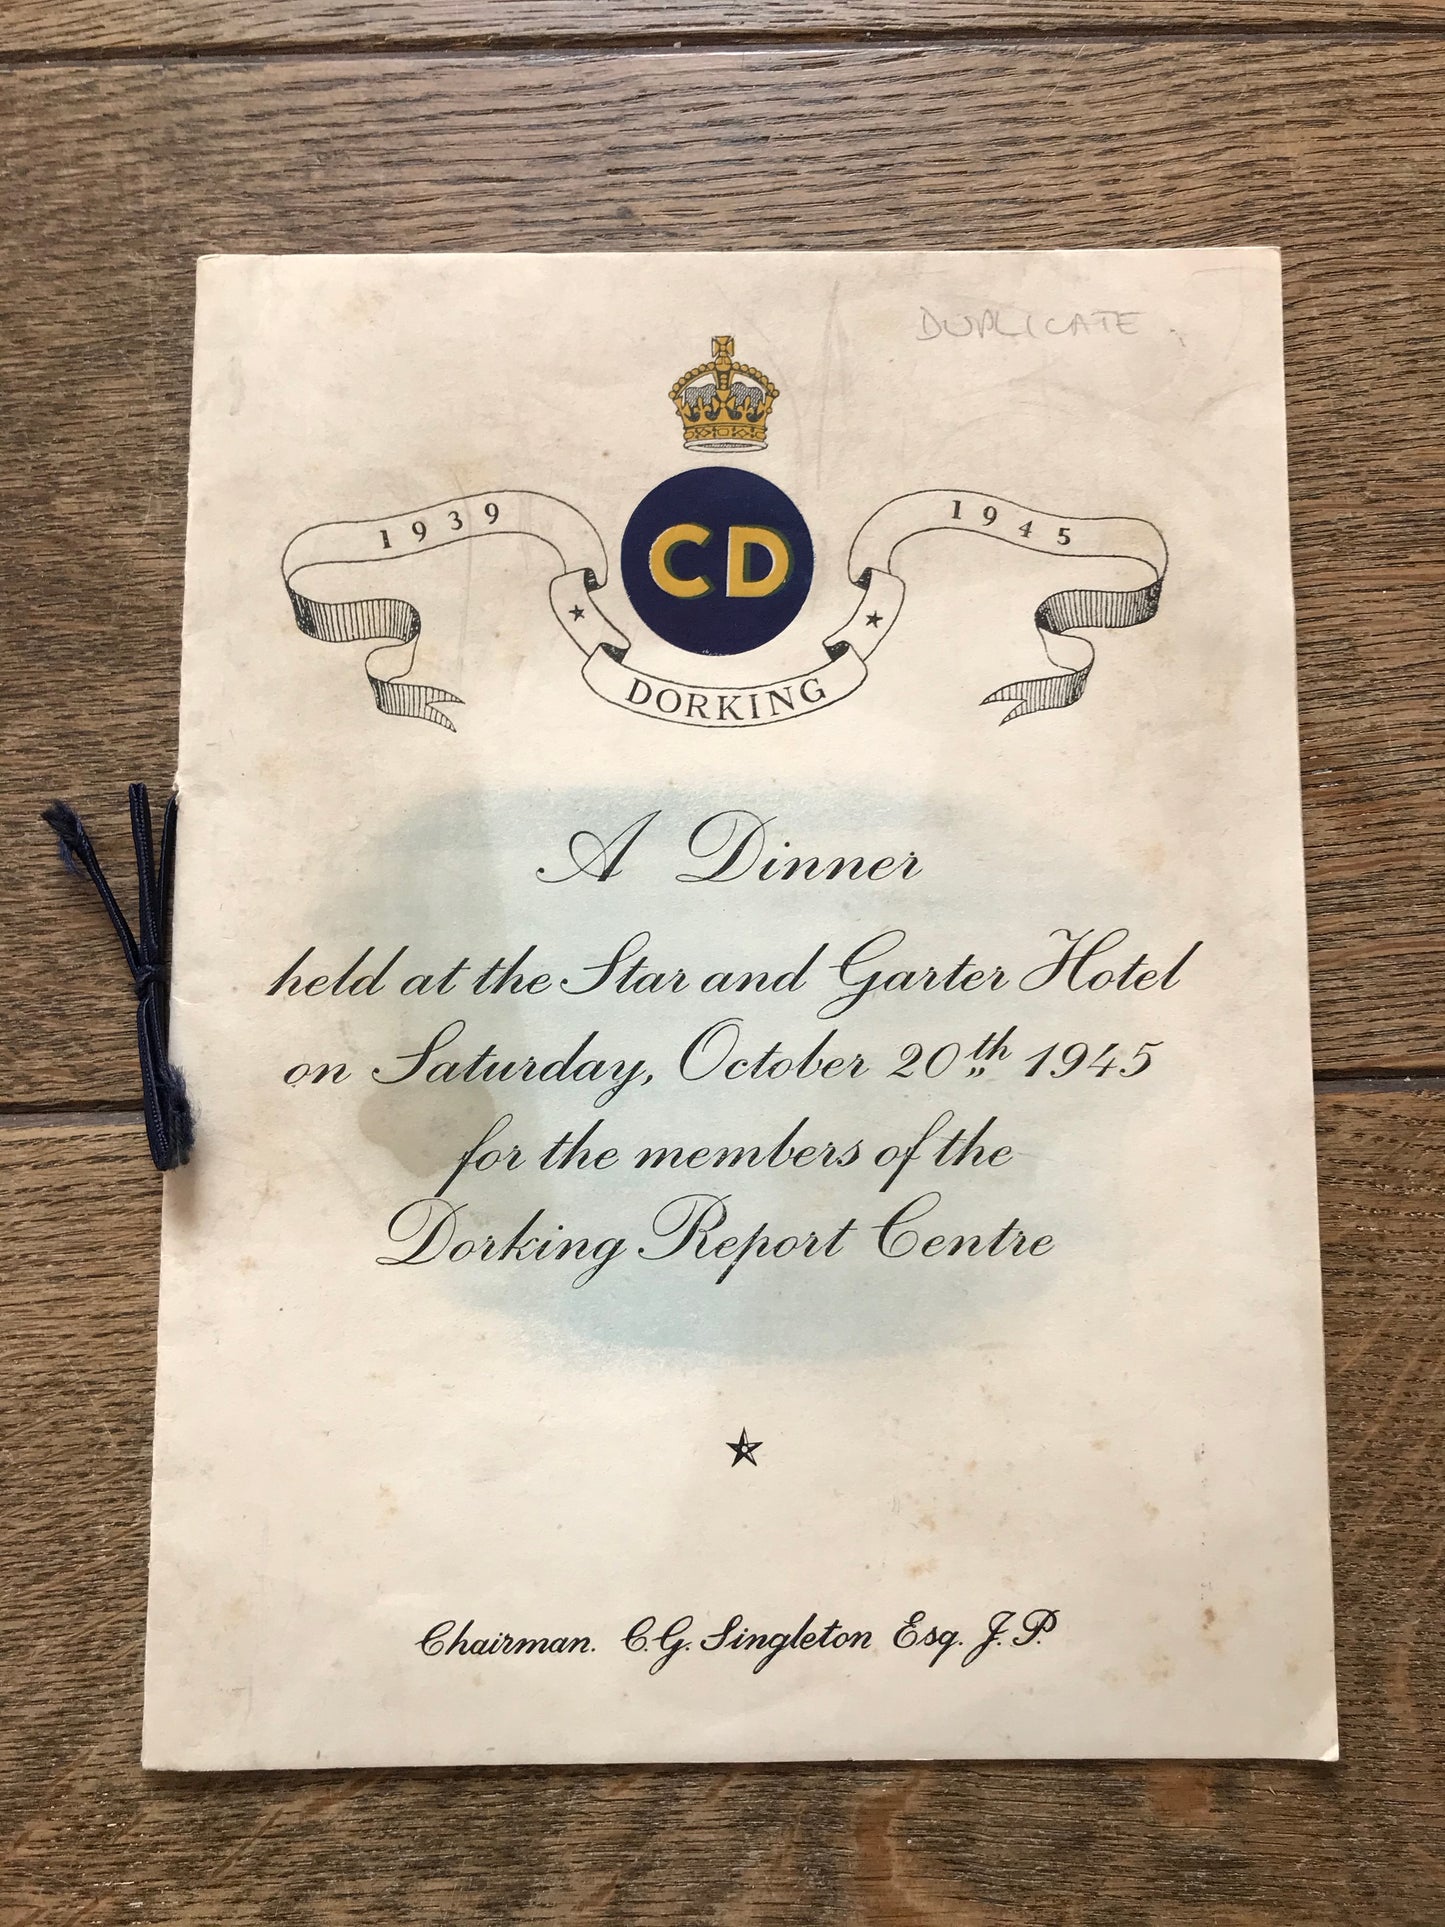 DUPLICATE
1939
1945
CD
DORKING
A Dinner
held at the Star and Garter Hotel
on Saturday, October 20th 1945
for the members of the
Dorking Report Centre
Chairman. C.G. Singleton Esq. J.P.